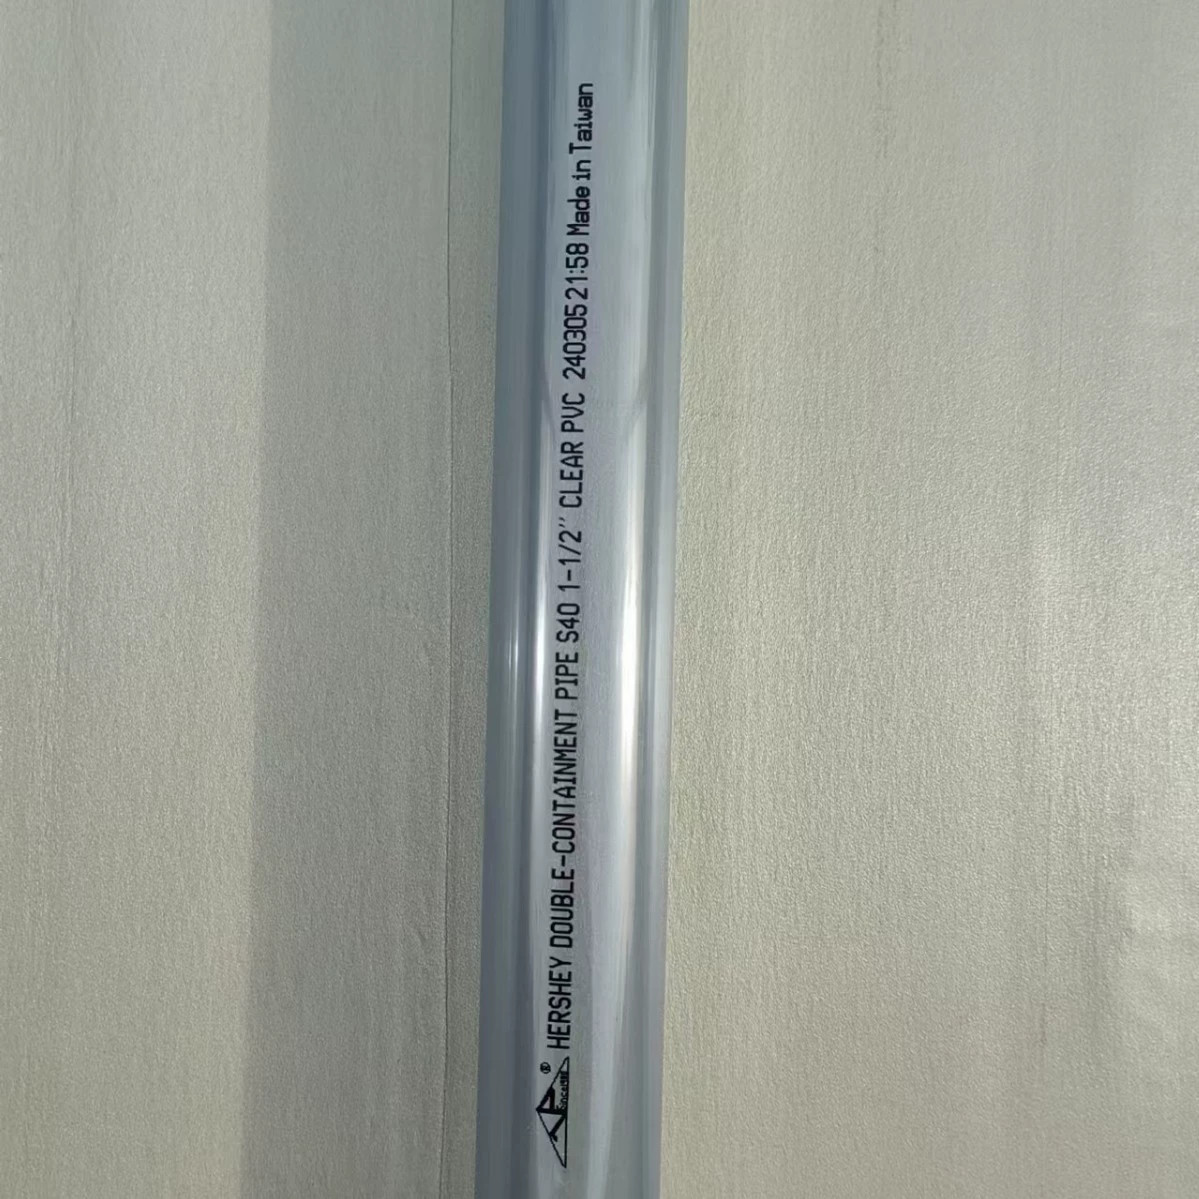 ® HERSHEY DOUBLE-CONTAINMENT PIPE S40 1-1/2" CLEAR PVC 240305 21:58 Made in Taiwan